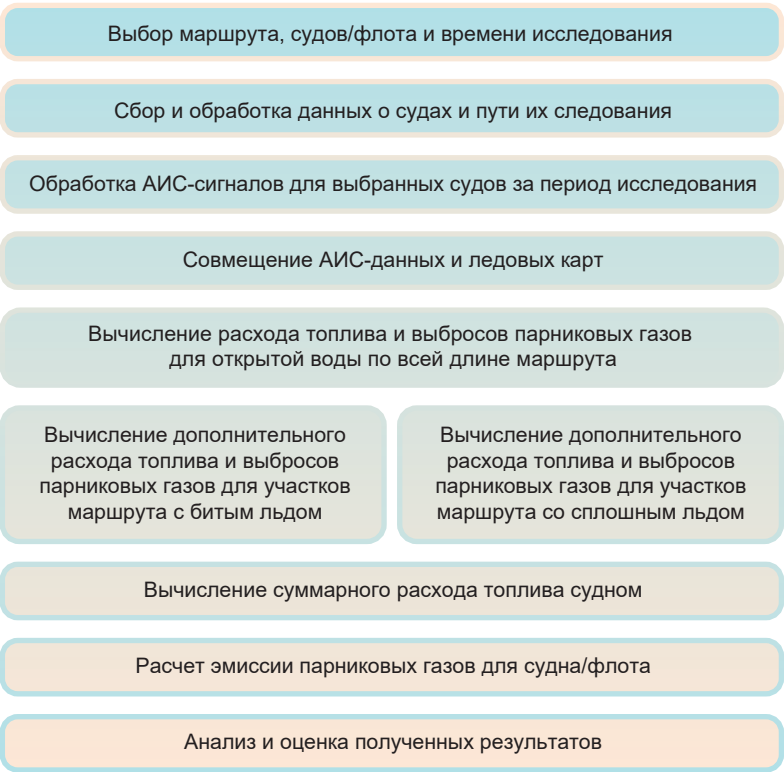 Выбор маршрута, судов/флота и времени исследования
Сбор и обработка данных о судах и пути их следования
Обработка АИС-сигналов для выбранных судов за период исследования
Совмещение АИС-данных и ледовых карт
Вычисление расхода топлива и выбросов парниковых газов
для открытой воды по всей длине маршрута
Вычисление дополнительного
расхода топлива и выбросов
парниковых газов для участков
маршрута с битым льдом
Вычисление дополнительного
расхода топлива и выбросов
парниковых газов для участков
маршрута со сплошным льдом
Вычисление суммарного расхода топлива судном
Расчет эмиссии парниковых газов для судна/флота
Анализ и оценка полученных результатов